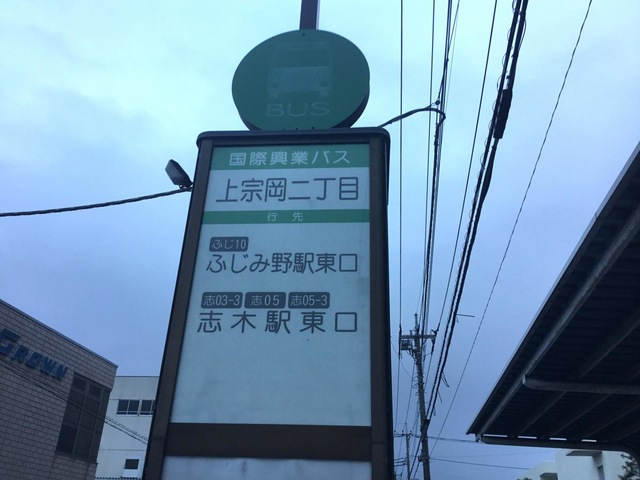 BUS
国際興業バス
上宗岡二丁目
行先
ふじ10
ふじみ野駅東口
志03-3 志05 志05-3
志木駅東口
CROWN